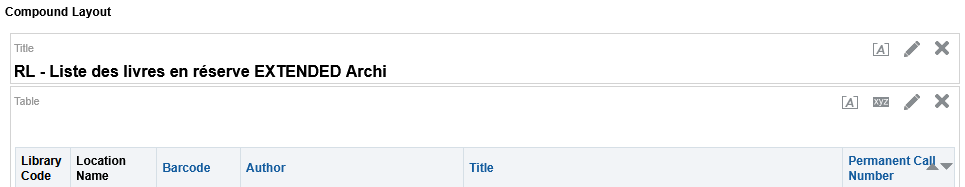 Compound Layout
Title
[A]
RL - Liste des livres en réserve EXTENDED Archi
Table
[A] xyz
Library Code Location Name Barcode Author Title Permanent Call Number